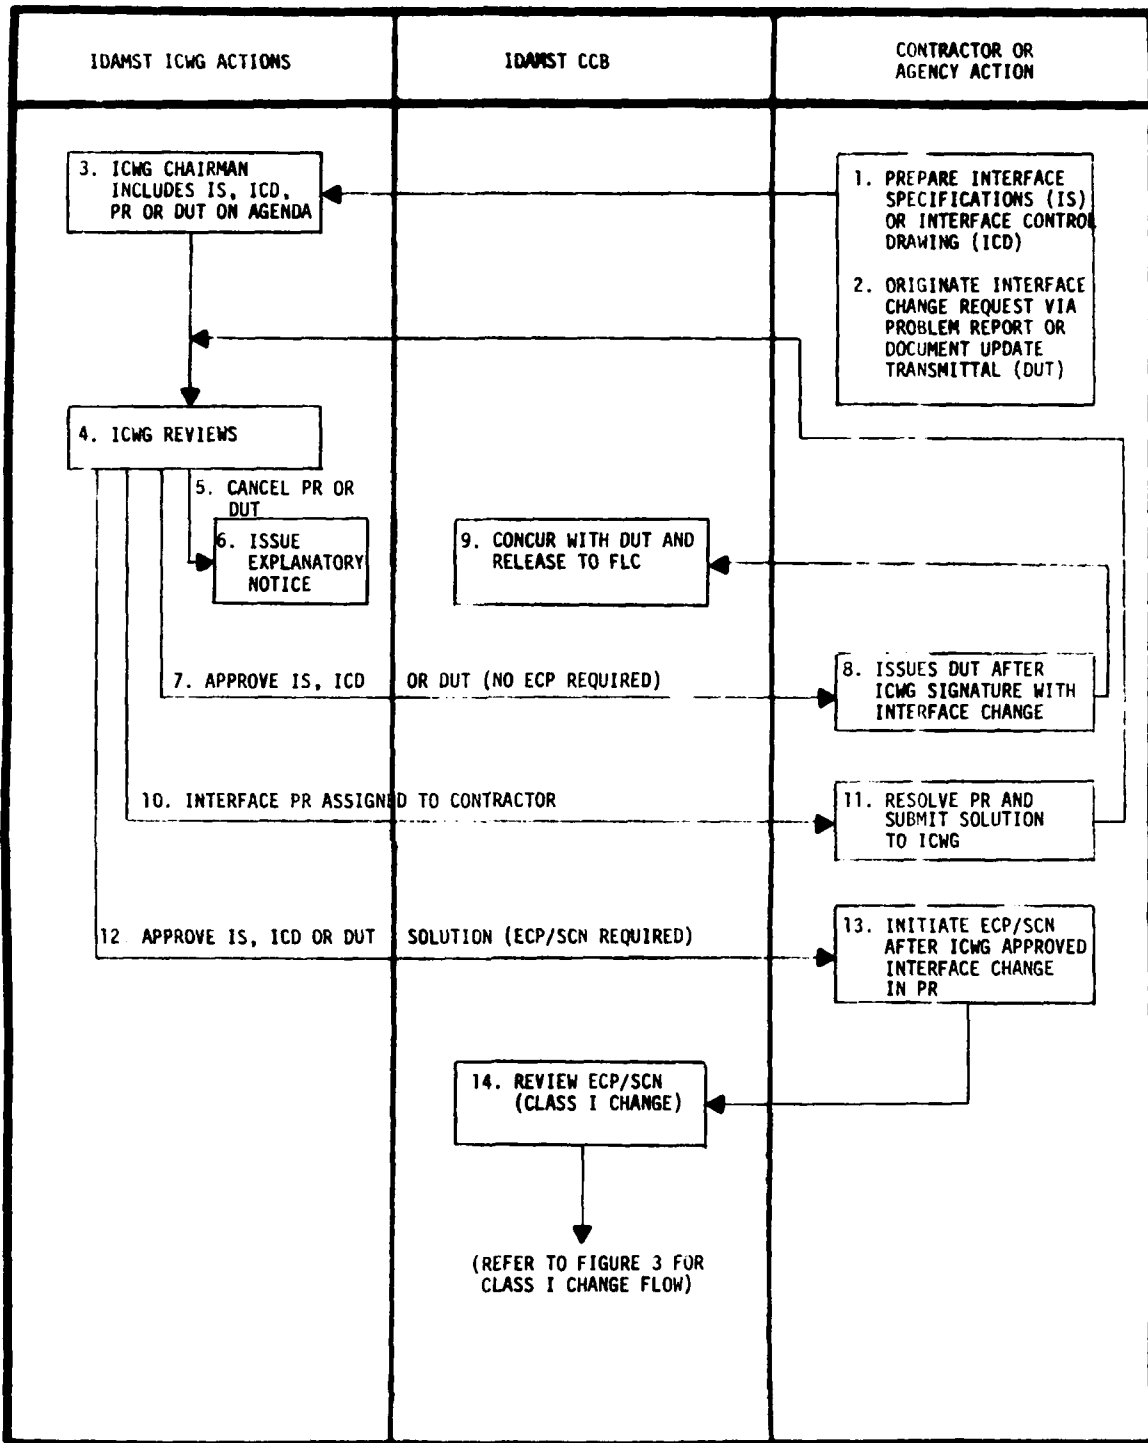 IDAMST ICWG ACTIONS
IDAMST CCB
CONTRACTOR OR
AGENCY ACTION
3. ICWG CHAIRMAN
INCLUDES IS, ICD,
PR OR DUT ON AGENDA
1. PREPARE INTERFACE
SPECIFICATIONS (IS)
OR INTERFACE CONTROL
DRAWING (ICD)
2. ORIGINATE INTERFACE
CHANGE REQUEST VIA
PROBLEM REPORT OR
DOCUMENT UPDATE
TRANSMITTAL (DUT)
4. ICWG REVIEWS
5. CANCEL PR OR
DUT
6. ISSUE
EXPLANATORY
NOTICE
9. CONCUR WITH DUT AND
RELEASE TO FLC
7. APPROVE IS, ICD OR DUT (NO ECP REQUIRED)
8. ISSUES DUT AFTER
ICWG SIGNATURE WITH
INTERFACE CHANGE
10. INTERFACE PR ASSIGNED TO CONTRACTOR
11. RESOLVE PR AND
SUBMIT SOLUTION
TO ICWG
12 APPROVE IS, ICD OR DUT SOLUTION (ECP/SCN REQUIRED)
13. INITIATE ECP/SCN
AFTER ICWG APPROVED
INTERFACE CHANGE
IN PR
14. REVIEW ECP/SCN
(CLASS I CHANGE)
(REFER TO FIGURE 3 FOR
CLASS I CHANGE FLOW)